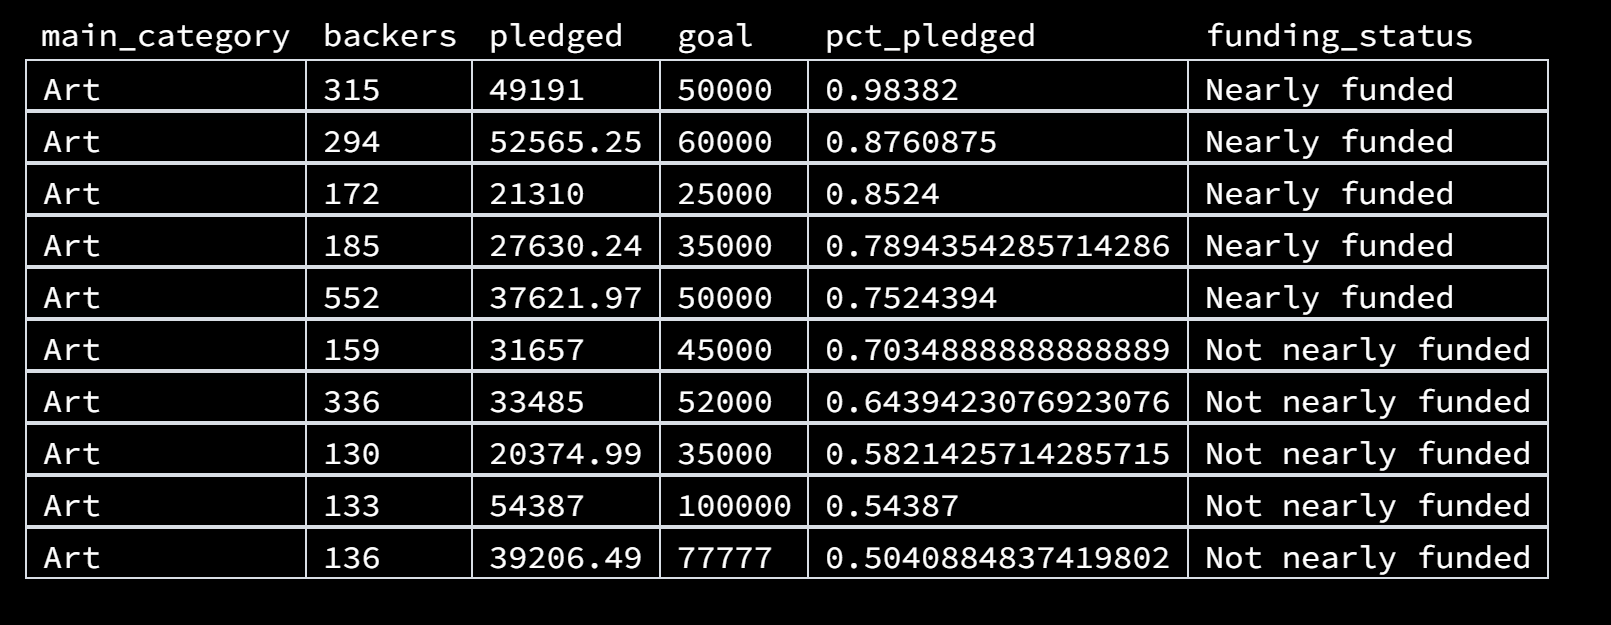 main_category backers pledged goal pct_pledged funding_status
Art 315 49191 50000 0.98382 Nearly funded
Art 294 52565.25 60000 0.8760875 Nearly funded
Art 172 21310 25000 0.8524 Nearly funded
Art 185 27630.24 35000 0.7894354285714286 Nearly funded
Art 552 37621.97 50000 0.7524394 Nearly funded
Art 159 31657 45000 0.7034888888888889 Not nearly funded
Art 336 33485 52000 0.6439423076923076 Not nearly funded
Art 130 20374.99 35000 0.5821425714285715 Not nearly funded
Art 133 54387 100000 0.54387 Not nearly funded
Art 136 39206.49 77777 0.5040884837419802 Not nearly funded